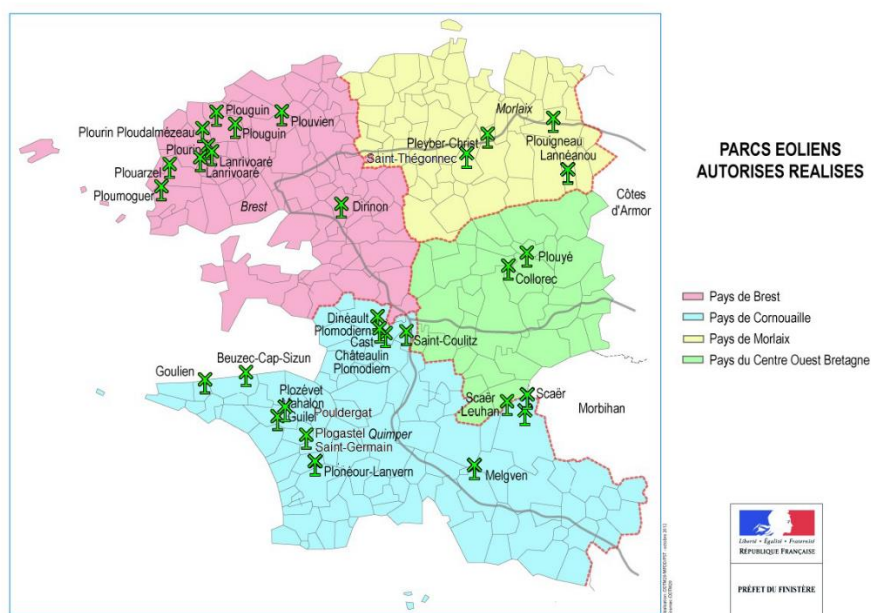 Plouguin
Plouvien
Plourin Ploudalmézeau
Plouguin
Plourin
Lanrivoaré
Lanrivoaré
Plouarzel
Ploumoguer
Brest
Dirinon
Morlaix
Pleyber-Christ
Saint-Thégonnec
Plouigneau
Lannéanou
Côtes
d'Armor
Plouyé
Collorec
Dinéault
Plomodiern
Cast
Saint-Coulitz
Châteaulin
Plomodiern
Beuzec-Cap-Sizun
Goulien
Plozévet
Mahalon
Pouldergat
Guiler
Plogastel
Saint-Germain
Quimper
Plonéour-Lanvern
Scaër
Scaër
Leuhan
Morbihan
Melgven
PARCS EOLIENS
AUTORISES REALISES
Pays de Brest
Pays de Cornouaille
Pays de Morlaix
Pays du Centre Ouest Bretagne
Liberté • Égalité • Fraternité
RÉPUBLIQUE FRANÇAISE
PRÉFET DU FINISTÈRE